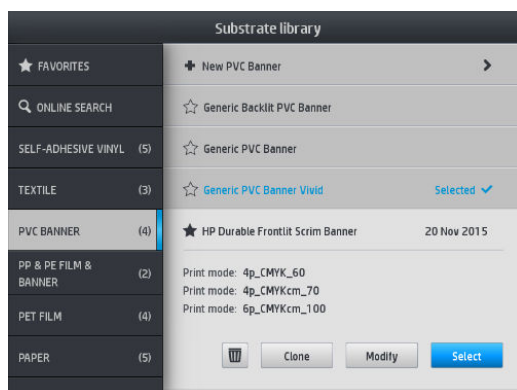 Substrate library
FAVORITES
ONLINE SEARCH
SELF-ADHESIVE VINYL (5)
TEXTILE (3)
PVC BANNER (4)
PP & PE FILM &
BANNER (2)
PET FILM (4)
PAPER (5)
New PVC Banner
Generic Backlit PVC Banner
Generic PVC Banner
Generic PVC Banner Vivid Selected
HP Durable Frontlit Scrim Banner 20 Nov 2015
Print mode: 4p_CMYK_60
Print mode: 4p_CMYKcm_70
Print mode: 6p_CMYKcm_100
Clone Modify Select